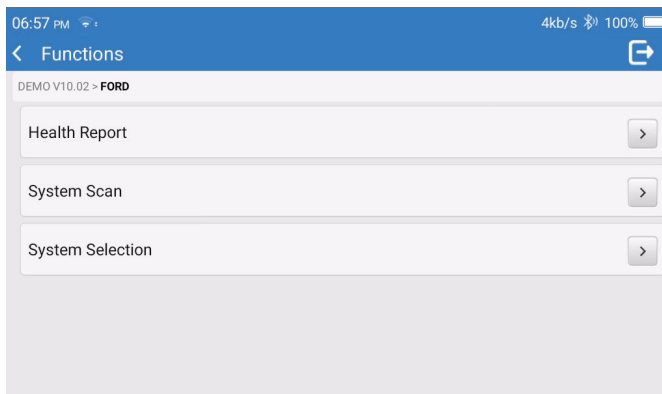 06:57 PM 4kb/s 100%
Functions
DEMO V10.02 > FORD
Health Report
System Scan
System Selection